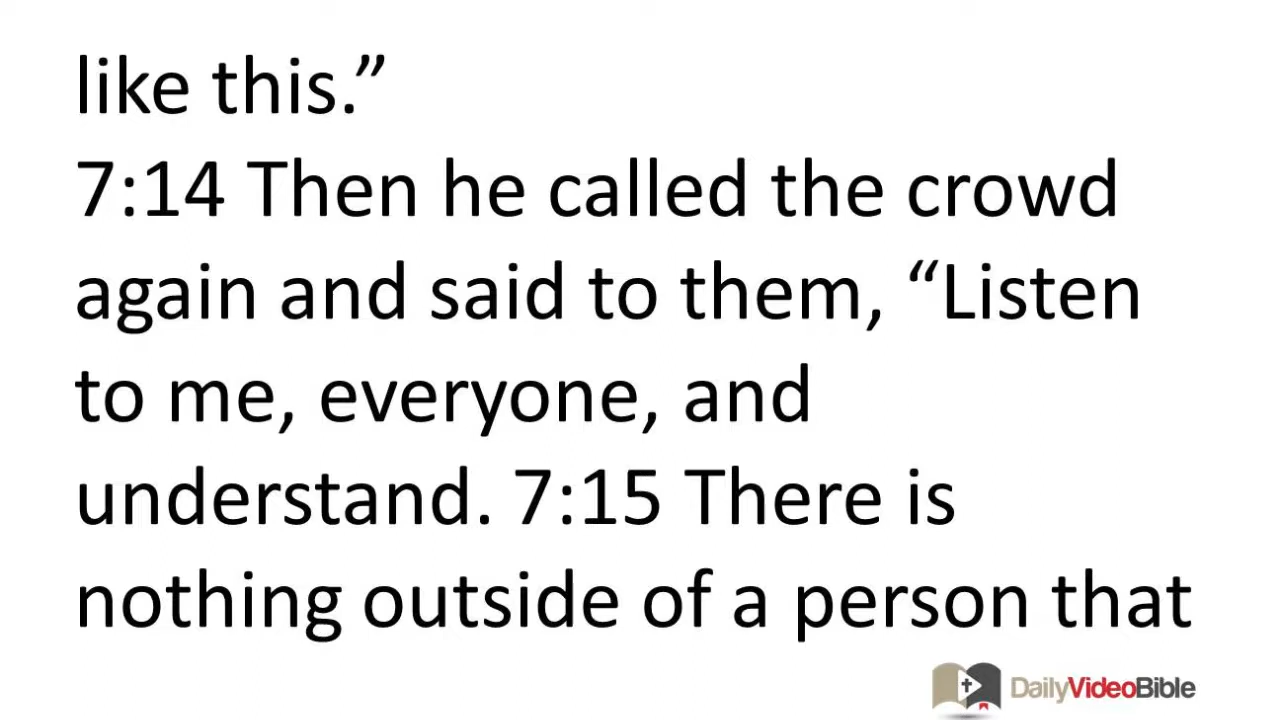 like this.”
7:14 Then he called the crowd
again and said to them, “Listen
to me, everyone, and
understand. 7:15 There is
nothing outside of a person that
DailyVideoBible